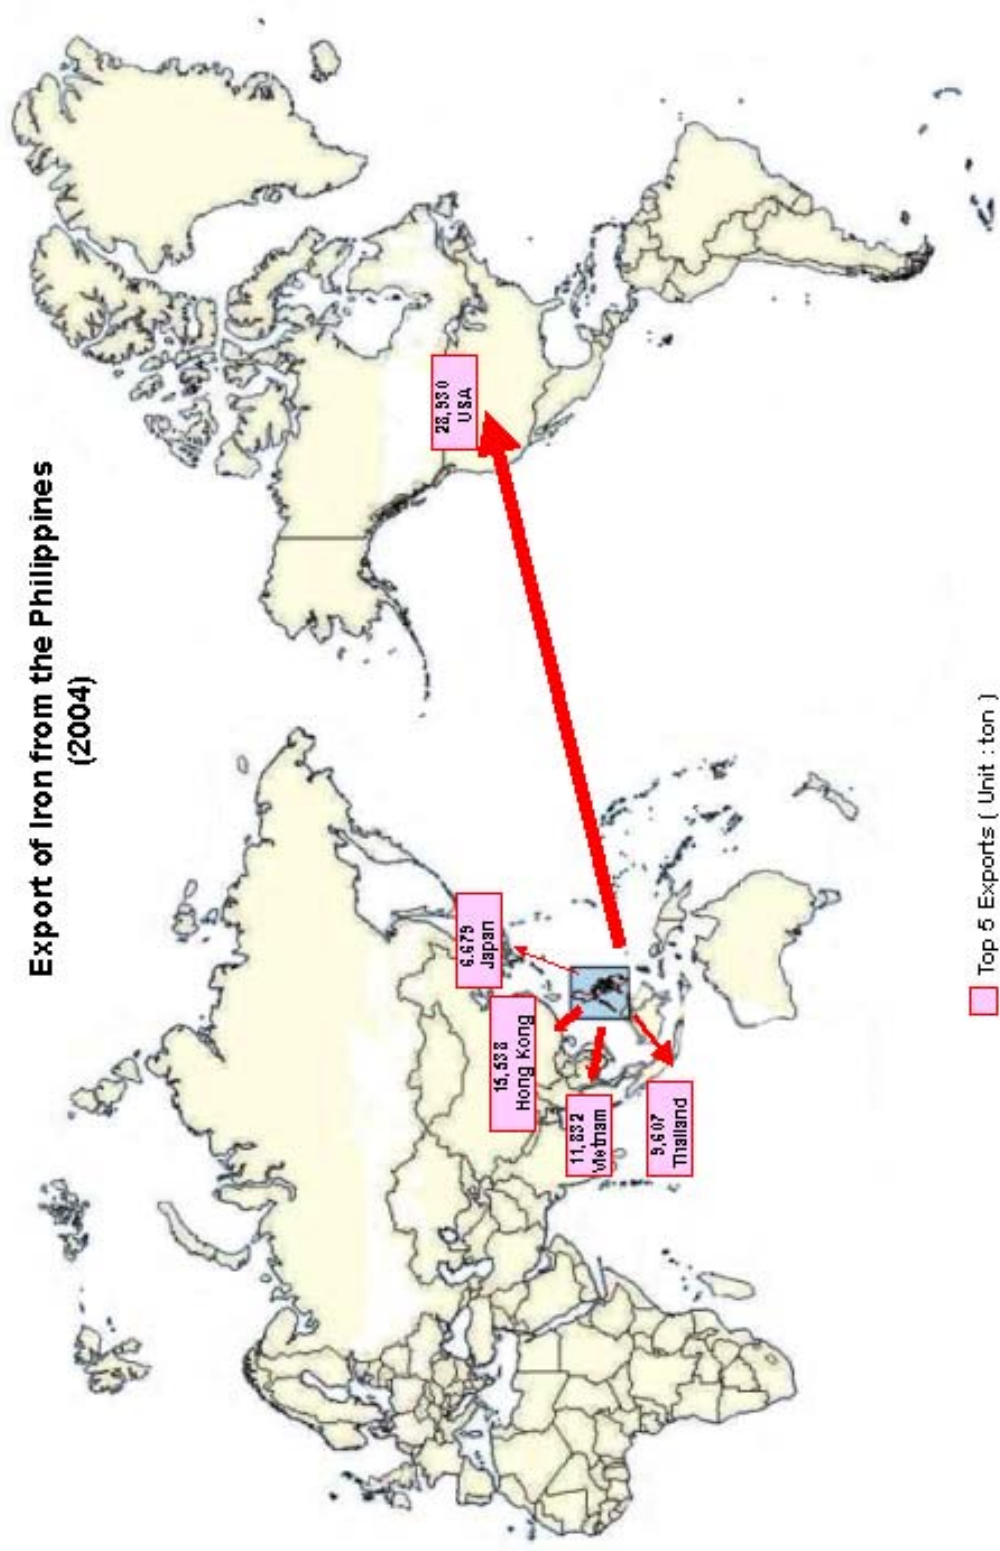 Export of Iron from the Philippines
(2004)
28,930
USA
6.679
Japan
15,538
Hong Kong
11,832
Vietnam
9,607
Thailand
Top 5 Exports ( Unit : ton )